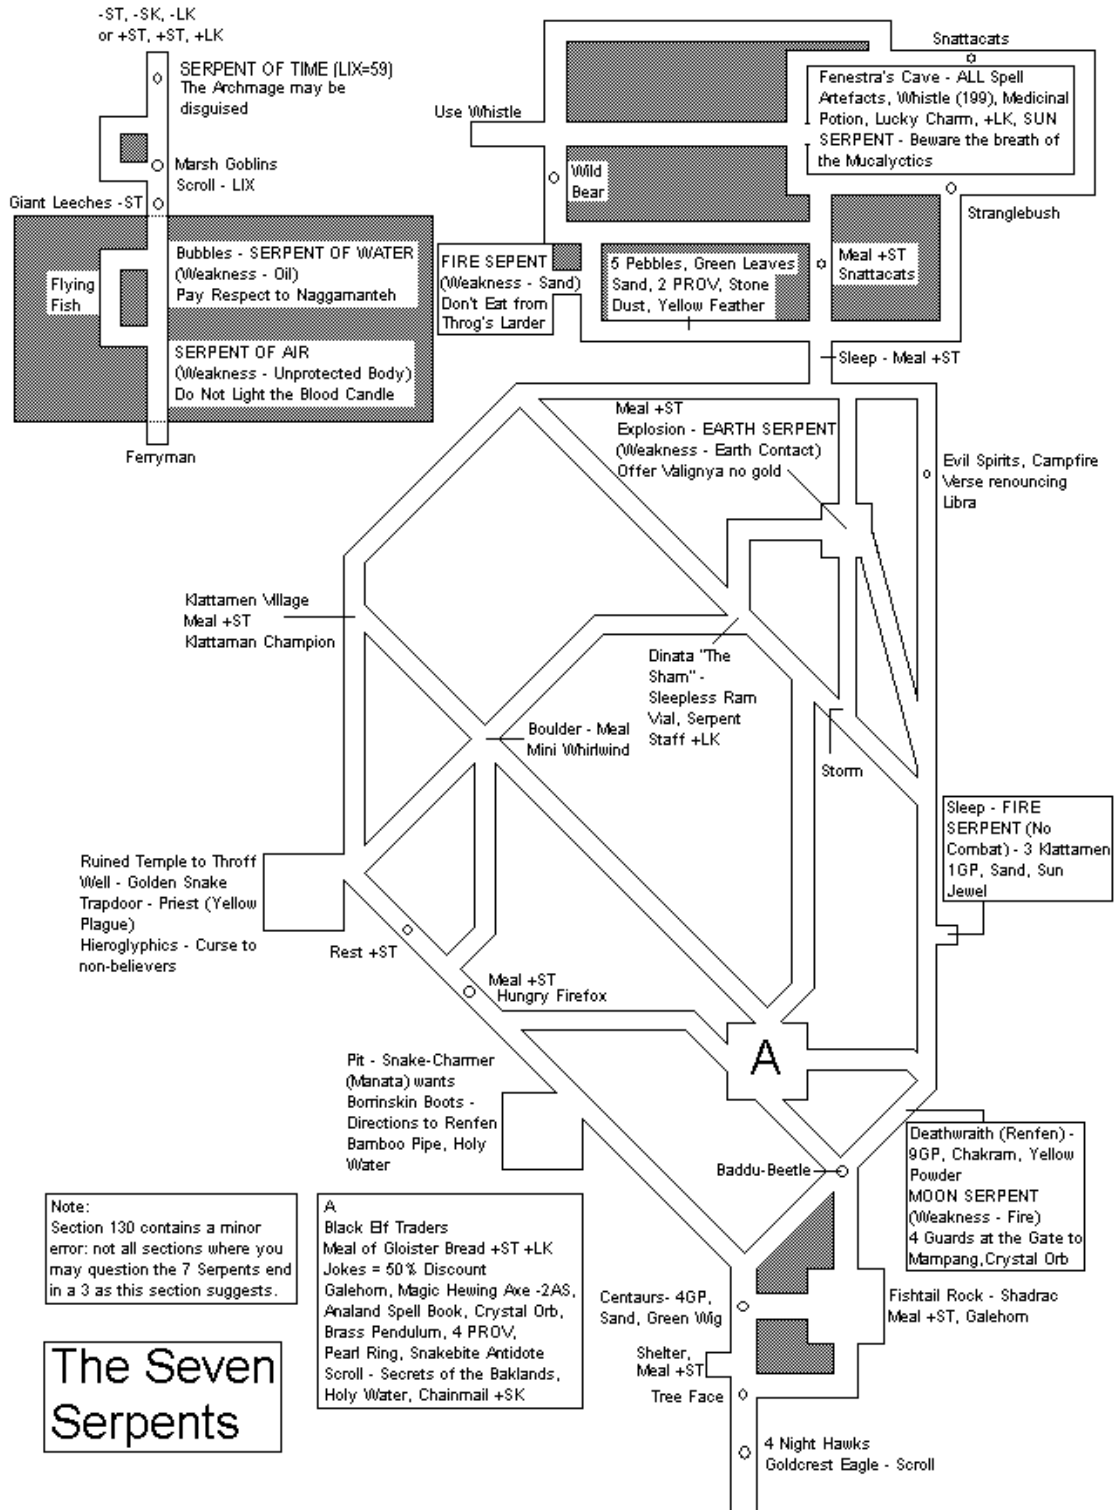 -ST, -SK, -LK
or +ST, +ST, +LK
SERPENT OF TIME (LIX=59)
The Archmage may be
disguised
Marsh Goblins
Scroll - LIX
Giant Leeches -ST
Bubbles - SERPENT OF WATER
(Weakness - Oil)
Pay Respect to Naggamanteh
Flying
Fish
SERPENT OF AIR
(Weakness - Unprotected Body)
Do Not Light the Blood Candle
Ferryman
Snattacats
Fenestra's Cave - ALL Spell
Artefacts, Whistle (199), Medicinal
Potion, Lucky Charm, +LK, SUN
SERPENT - Beware the breath of
the Mucalyctics
Use Whistle
Wild
Bear
Stranglebush
FIRE SEPENT
(Weakness - Sand)
Don't Eat from
Throg's Larder
5 Pebbles, Green Leaves
Sand, 2 PROV, Stone
Dust, Yellow Feather
Meal +ST
Snattacats
Sleep - Meal +ST
Meal +ST
Explosion - EARTH SERPENT
(Weakness - Earth Contact)
Offer Valignya no gold
Evil Spirits, Campfire
Verse renouncing
Libra
Klattamen Village
Meal +ST
Klattaman Champion
Dinata "The
Sham" -
Sleepless Ram
Vial, Serpent
Staff +LK
Boulder - Meal
Mini Whirlwind
Storm
Sleep - FIRE
SERPENT (No
Combat) - 3 Klattamen
1GP, Sand, Sun
Jewel
Ruined Temple to Throff
Well - Golden Snake
Trapdoor - Priest (Yellow
Plague)
Hieroglyphics - Curse to
non-believers
Rest +ST
Meal +ST
Hungry Firefox
A
Pit - Snake-Charmer
(Manata) wants
Borrinskin Boots -
Directions to Renfen
Bamboo Pipe, Holy
Water
Deathwraith (Renfen) -
9GP, Chakram, Yellow
Powder
MOON SERPENT
(Weakness - Fire)
4 Guards at the Gate to
Mampang,Crystal Orb
Baddu-Beetle
Note:
Section 130 contains a minor
error: not all sections where you
may question the 7 Serpents end
in a 3 as this section suggests.
A
Black Elf Traders
Meal of Gloister Bread +ST +LK
Jokes = 50% Discount
Galehorn, Magic Hewing Axe -2AS,
Analand Spell Book, Crystal Orb,
Brass Pendulum, 4 PROV,
Pearl Ring, Snakebite Antidote
Scroll - Secrets of the Baklands,
Holy Water, Chainmail +SK
Centaurs- 4GP,
Sand, Green Wig
Fishtail Rock - Shadrac
Meal +ST, Galehorn
Shelter,
Meal +ST
Tree Face
The Seven
Serpents
4 Night Hawks
Goldcrest Eagle - Scroll